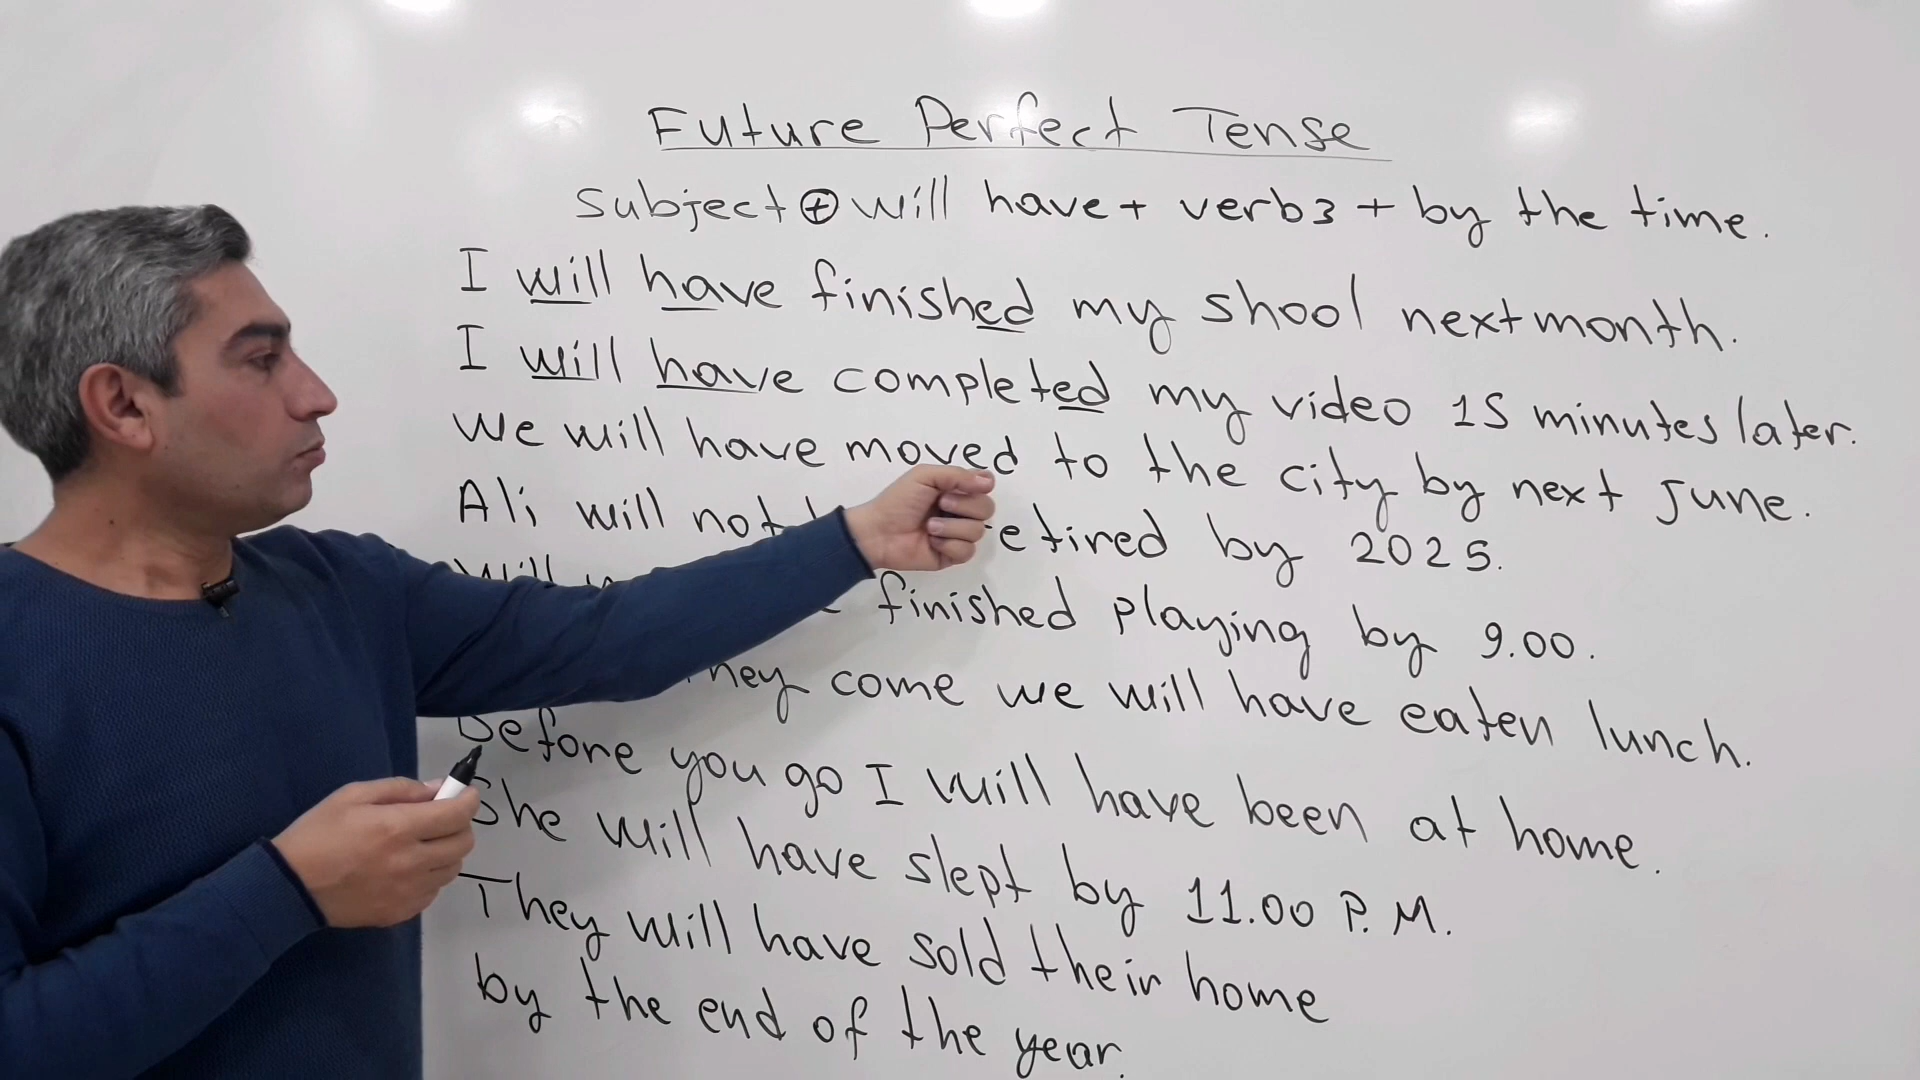 Future Perfect Tense
Subject + will have + verb3 + by the time.
I will have finished my shool next month.
I will have completed my video 15 minutes later.
We will have moved to the city by next June.
Ali will not retired by 2025.
Will finished playing by 9.00.
come we will have eaten lunch.
Before you go I will have been at home.
She will have slept by 11.00 P.M.
They will have sold their home
by the end of the year.